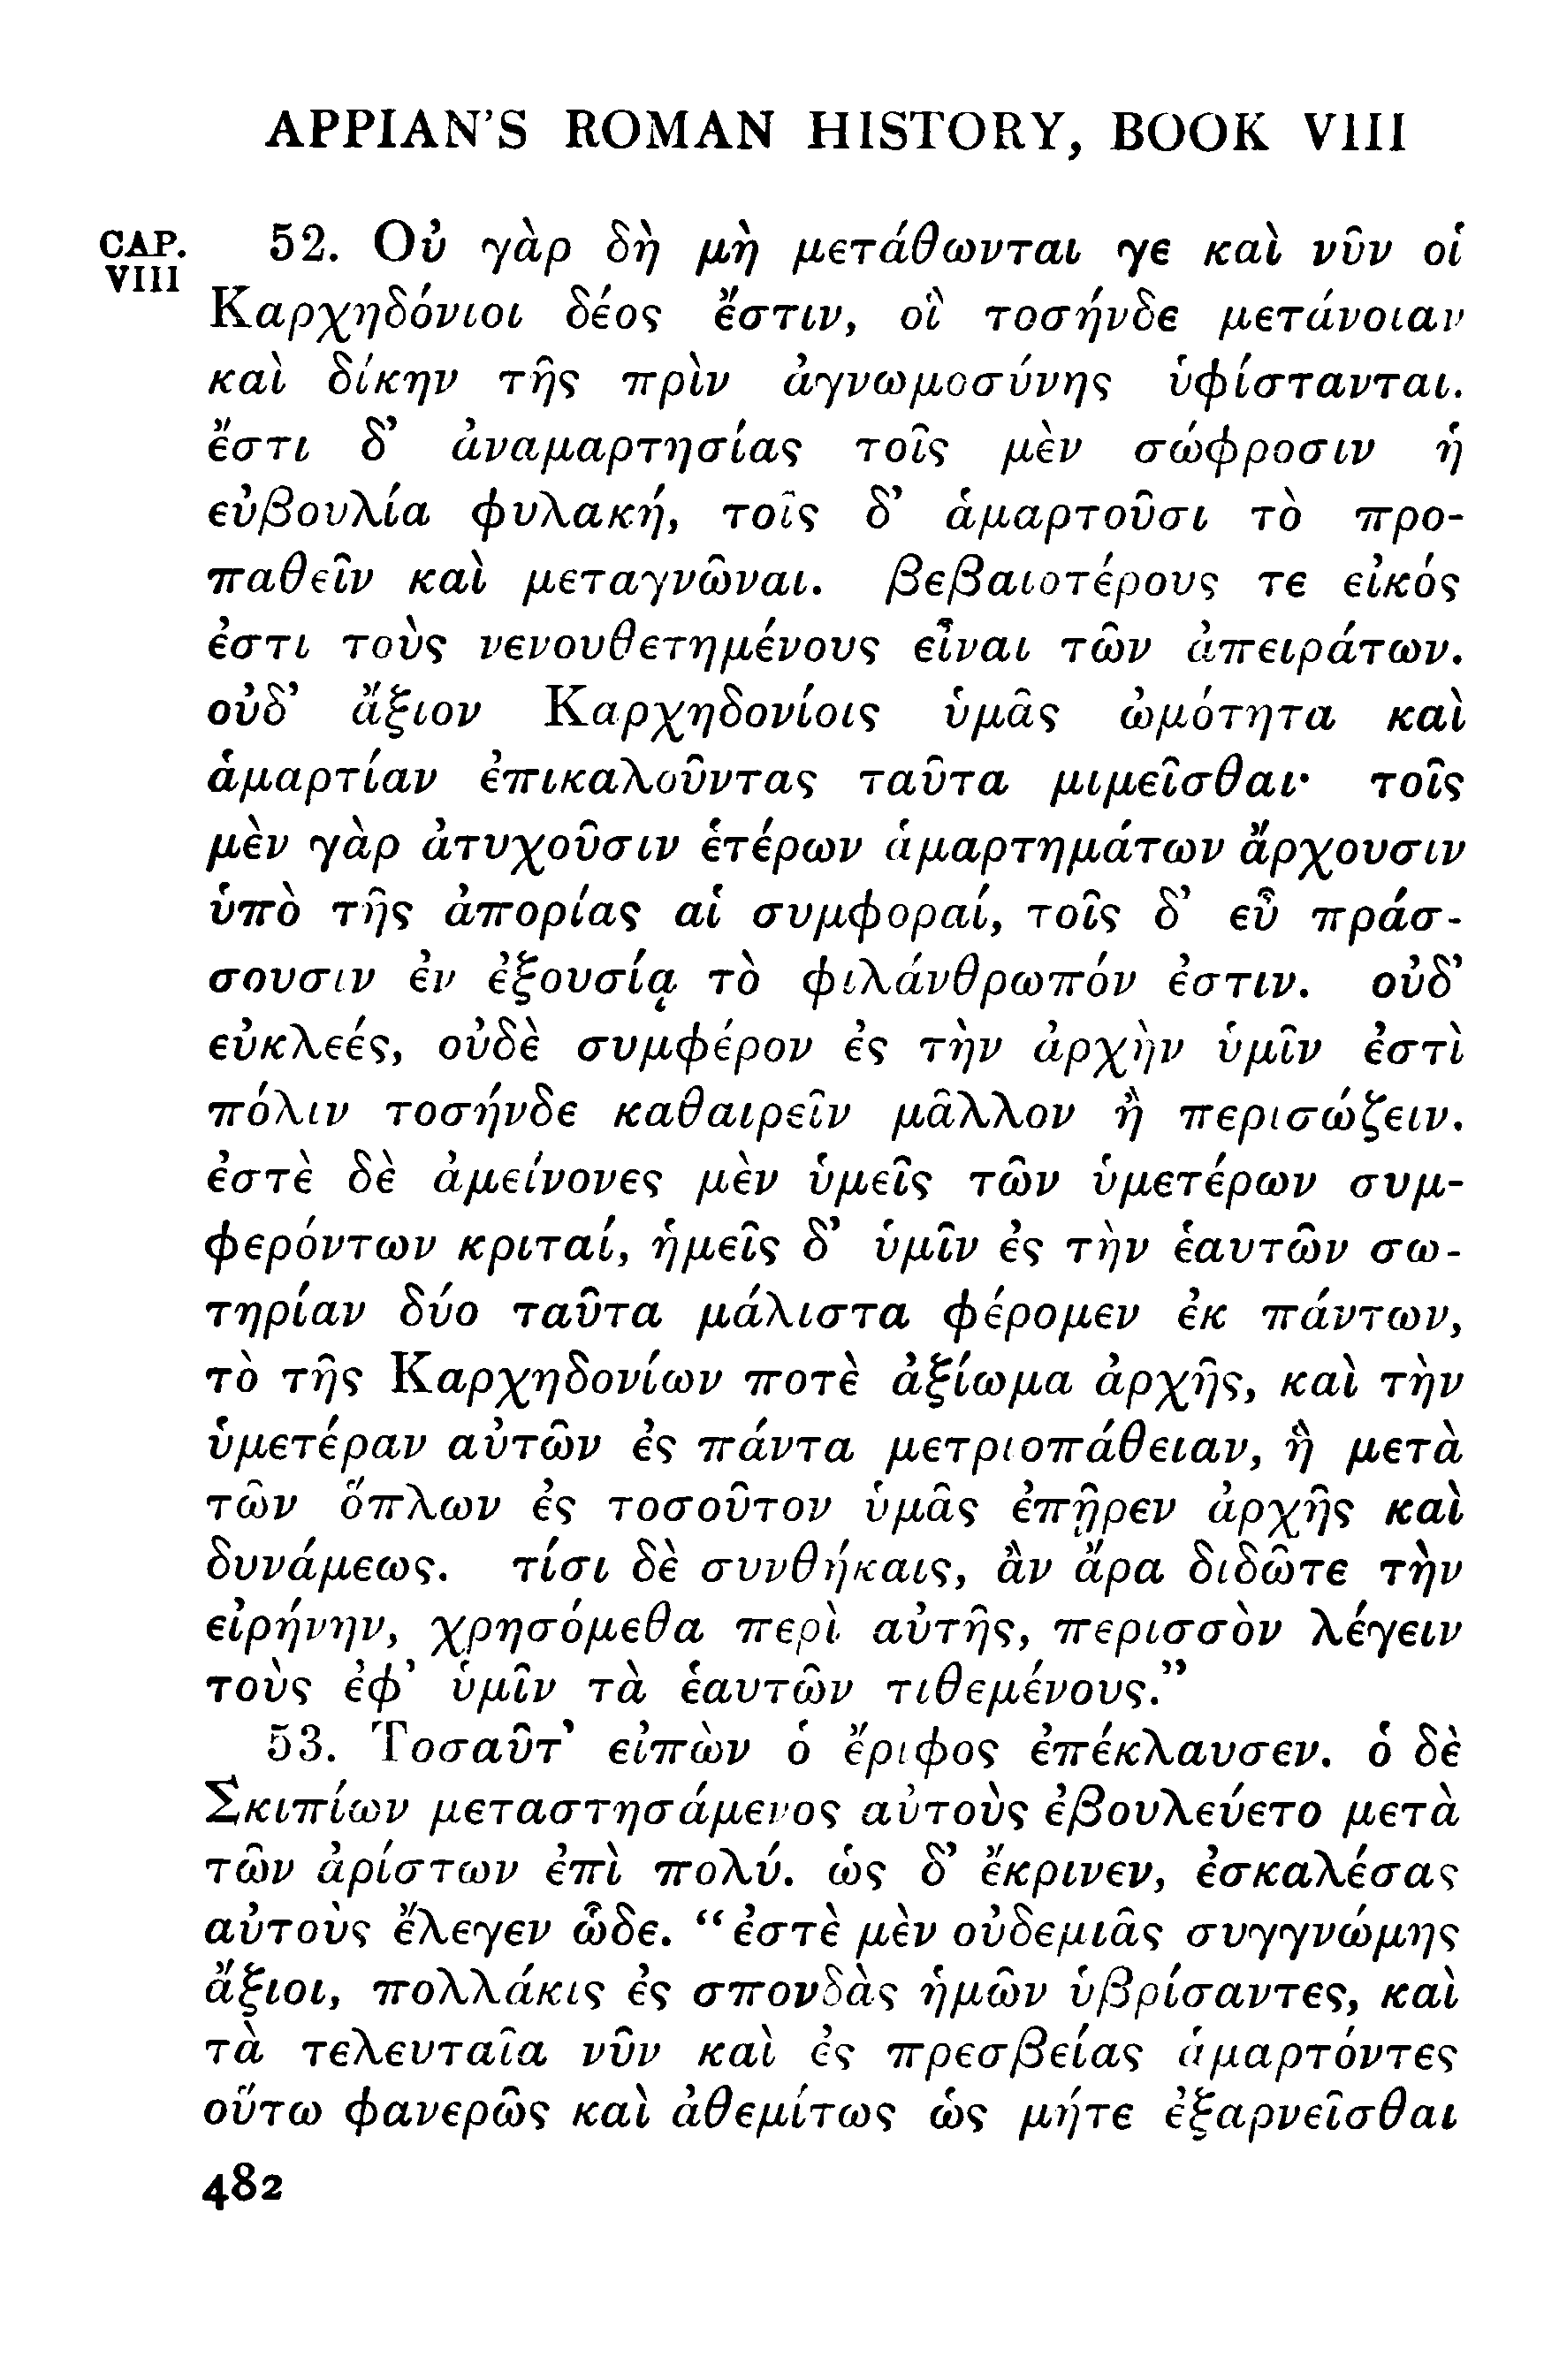 APPIAN'S ROMAN HISTORY, BOOK VIII
CAP. VIII
52. Οὐ γὰρ δὴ μὴ μετάθωνταί γε καὶ νῦν οἱ
Καρχηδόνιοι δέος ἔστιν, οἳ τοσήνδε μετάνοιαν
καὶ δίκην τῆς πρὶν ἀγνωμοσύνης ὑφίστανται.
ἔστι δ' ἀναμαρτησίας τοῖς μὲν σώφροσιν ἡ
εὐβουλία φυλακή, τοῖς δ' ἁμαρτοῦσι τὸ προ-
παθεῖν καὶ μεταγνῶναι. βεβαιοτέρους τε εἰκός
ἐστι τοὺς νενουθετημένους εἶναι τῶν ἀπειράτων.
οὐδ' ἄξιον Καρχηδονίοις ὑμᾶς ὠμότητα καὶ
ἁμαρτίαν ἐπικαλοῦντας ταῦτα μιμεῖσθαι· τοῖς
μὲν γὰρ ἀτυχοῦσιν ἑτέρων ἁμαρτημάτων ἄρχουσιν
ὑπὸ τῆς ἀπορίας αἱ συμφοραί, τοῖς δ' εὖ πράσ-
σουσιν ἐν ἐξουσίᾳ τὸ φιλάνθρωπόν ἐστιν. οὐδ'
εὐκλεές, οὐδὲ συμφέρον ἐς τὴν ἀρχὴν ὑμῖν ἐστὶ
πόλιν τοσήνδε καθαιρεῖν μᾶλλον ἢ περισώζειν.
ἐστὲ δὲ ἀμείνονες μὲν ὑμεῖς τῶν ὑμετέρων συμ-
φερόντων κριταί, ἡμεῖς δ' ὑμῖν ἐς τὴν ἑαυτῶν σω-
τηρίαν δύο ταῦτα μάλιστα φέρομεν ἐκ πάντων,
τὸ τῆς Καρχηδονίων ποτὲ ἀξίωμα ἀρχῆς, καὶ τὴν
ὑμετέραν αὐτῶν ἐς πάντα μετριοπάθειαν, ἣ μετὰ
τῶν ὅπλων ἐς τοσοῦτον ὑμᾶς ἐπῇρεν ἀρχῆς καὶ
δυνάμεως. τίσι δὲ συνθήκαις, ἂν ἄρα διδῶτε τὴν
εἰρήνην, χρησόμεθα περὶ αὐτῆς, περισσὸν λέγειν
τοὺς ἐφ' ὑμῖν τὰ ἑαυτῶν τιθεμένους."
53. Τοσαῦτ' εἰπὼν ὁ ἔριφος ἐπέκλαυσεν. ὁ δὲ
Σκιπίων μεταστησάμενος αὐτοὺς ἐβουλεύετο μετὰ
τῶν ἀρίστων ἐπὶ πολύ. ὡς δ' ἔκρινεν, ἐσκαλέσας
αὐτοὺς ἔλεγεν ὧδε. "ἐστὲ μὲν οὐδεμιᾶς συγγνώμης
ἄξιοι, πολλάκις ἐς σπονδὰς ἡμῶν ὑβρίσαντες, καὶ
τὰ τελευταῖα νῦν καὶ ἐς πρεσβείας ἁμαρτόντες
οὕτω φανερῶς καὶ ἀθεμίτως ὡς μήτε ἐξαρνεῖσθαι
482